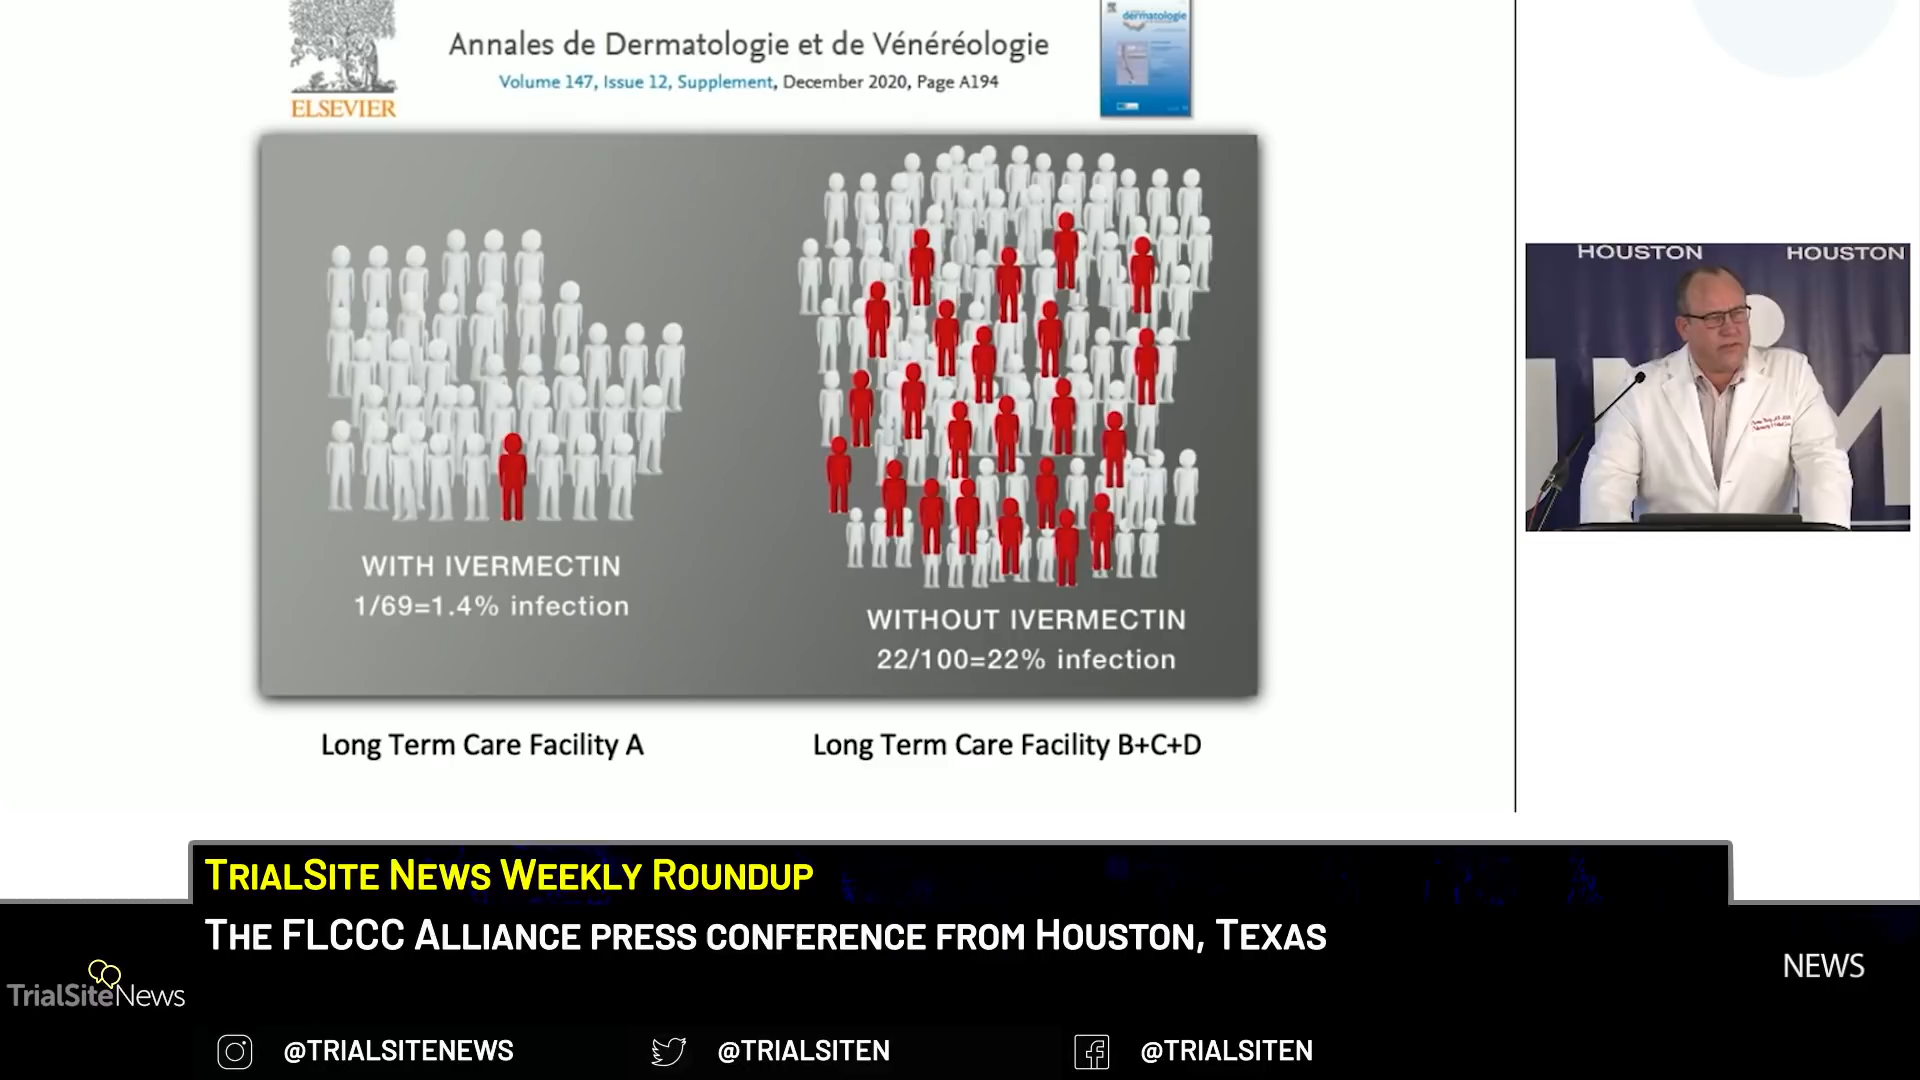 Annales de Dermatologie et de Vénéréologie
Volume 147, Issue 12, Supplement, December 2020, Page A194
ELSEVIER
dermatologie
WITH IVERMECTIN
1/69=1.4% infection
WITHOUT IVERMECTIN
22/100=22% infection
Long Term Care Facility A
Long Term Care Facility B+C+D
HOUSTON HOUSTON
TRIALSITE NEWS WEEKLY ROUNDUP
THE FLCCC ALLIANCE PRESS CONFERENCE FROM HOUSTON, TEXAS
TrialSiteNews
NEWS
@TRIALSITENEWS
@TRIALSITEN
@TRIALSITEN